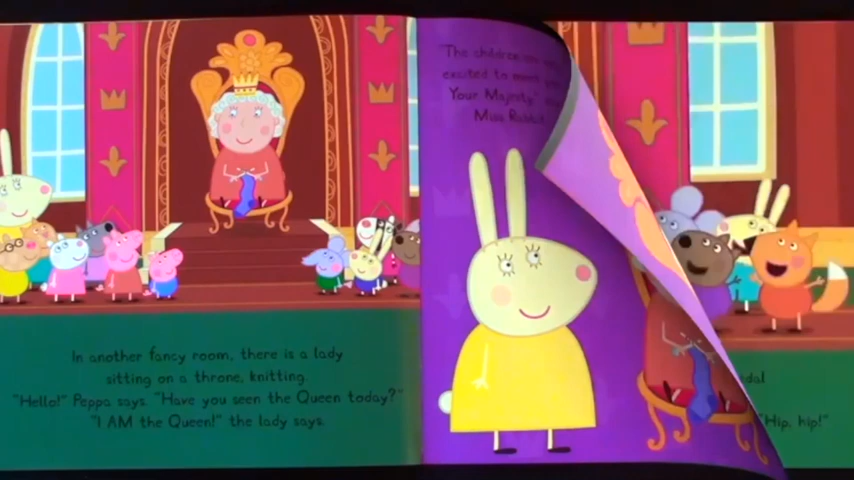 In another fancy room, there is a lady
sitting on a throne, knitting.
"Hello!" Peppa says. "Have you seen the Queen today?"
"I AM the Queen!" the lady says.
"The children
excited to meet
Your Majesty"
Miss Rabbit
"Hip, hip!"